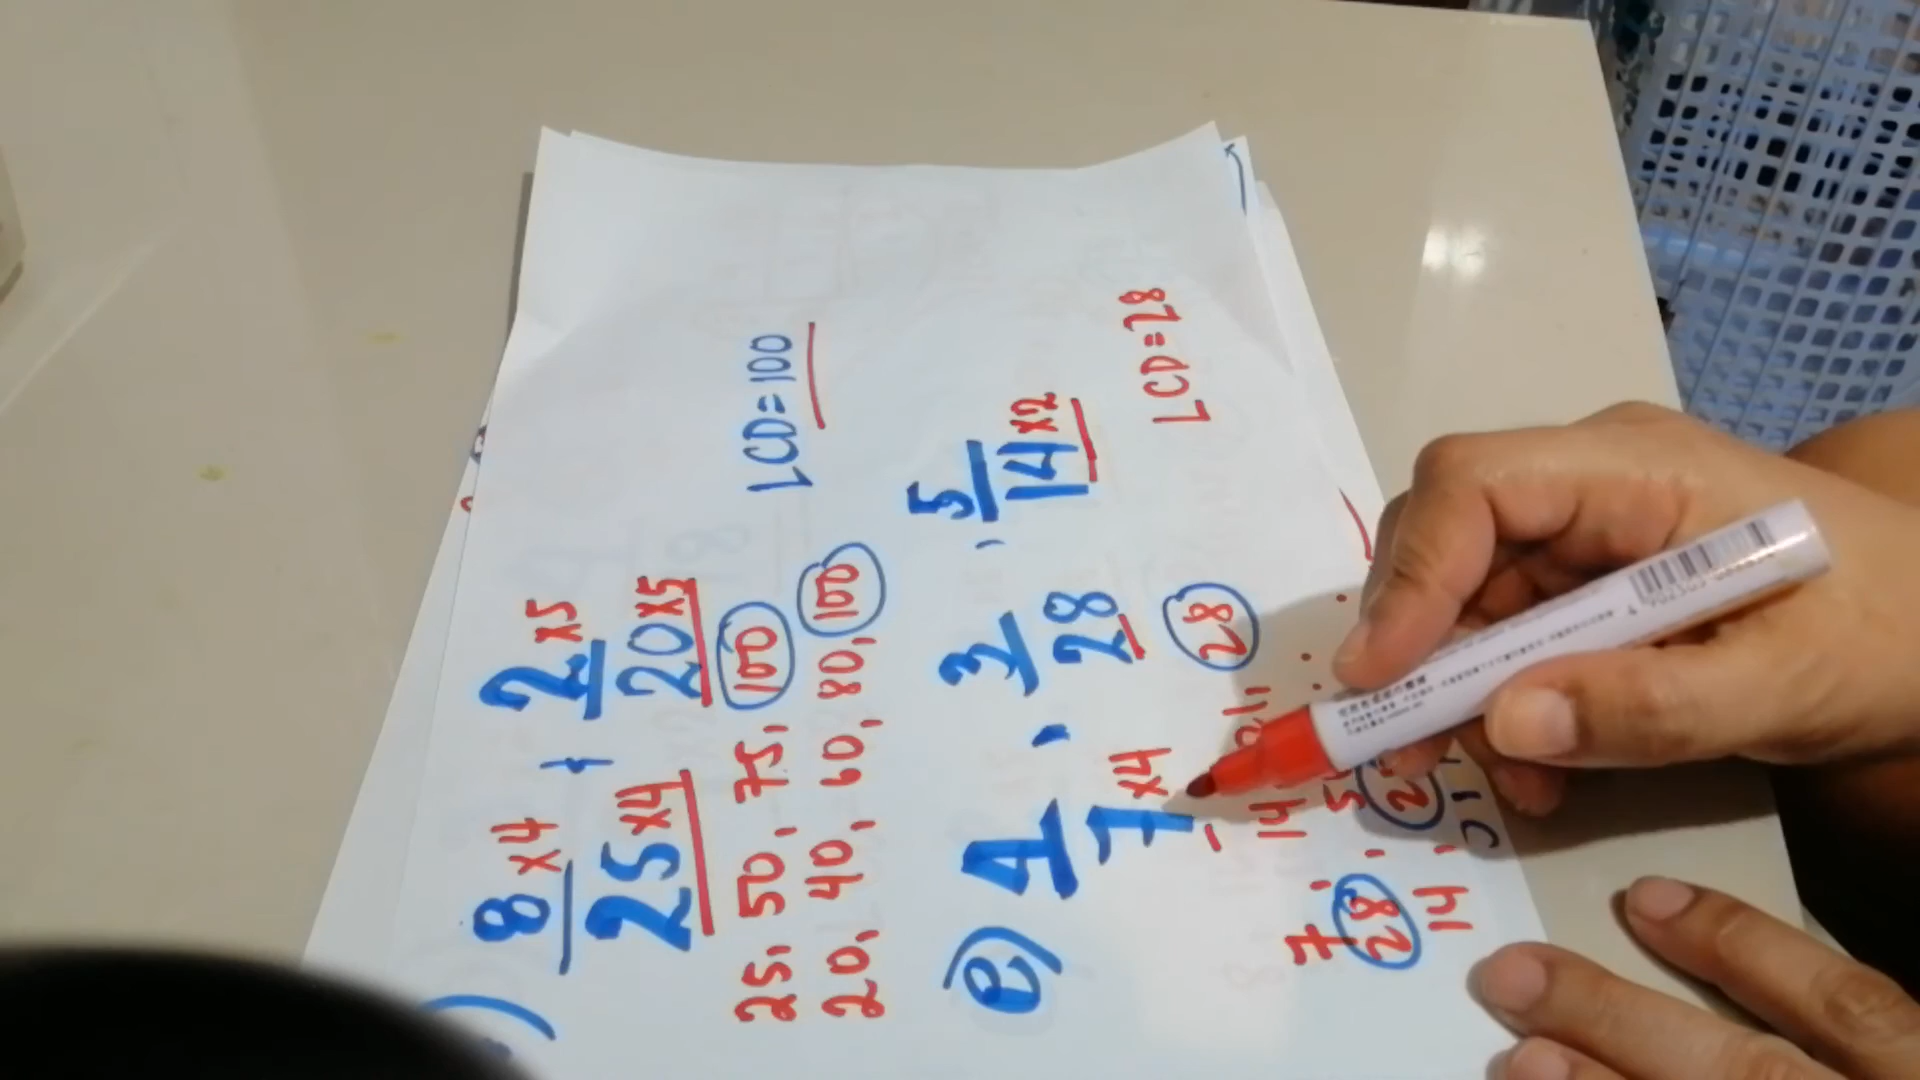 8 x4 , 2 x5
25 x4 20 x5
LCD = 100
25, 50, 75, 100
20, 40, 60, 80, 100
e) 4 , 3 , 5
7 x4 28 14 x2
LCD = 28
7, 14, 21, 28
28,
14,